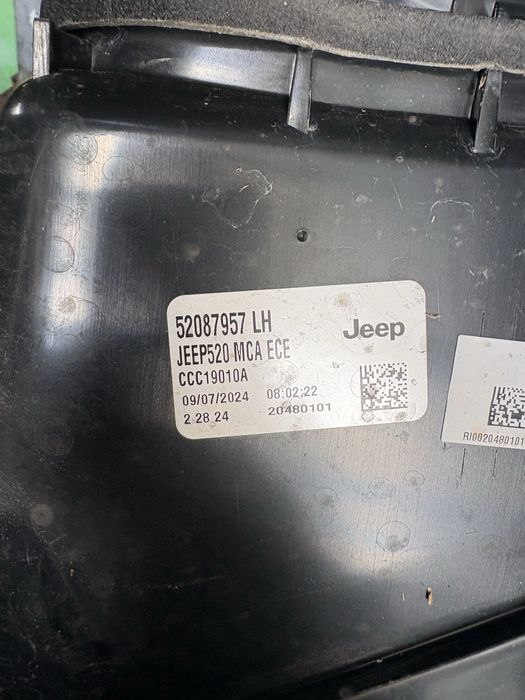 52087957 LH
Jeep
JEEP520 MCA ECE
CCC19010A
09/07/2024 08:02:22
2 28 24 20480101
RI0020480101